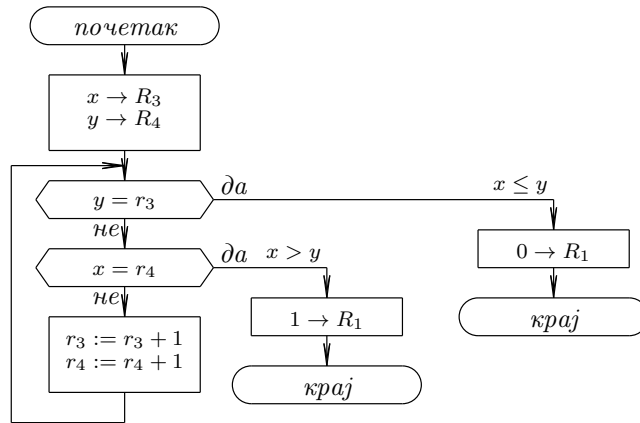 почетак
x → R₃
y → R₄
y = r₃
да
x ≤ y
не
0 → R₁
x = r₄
да
x > y
не
1 → R₁
крај
r₃ := r₃ + 1
r₄ := r₄ + 1
крај